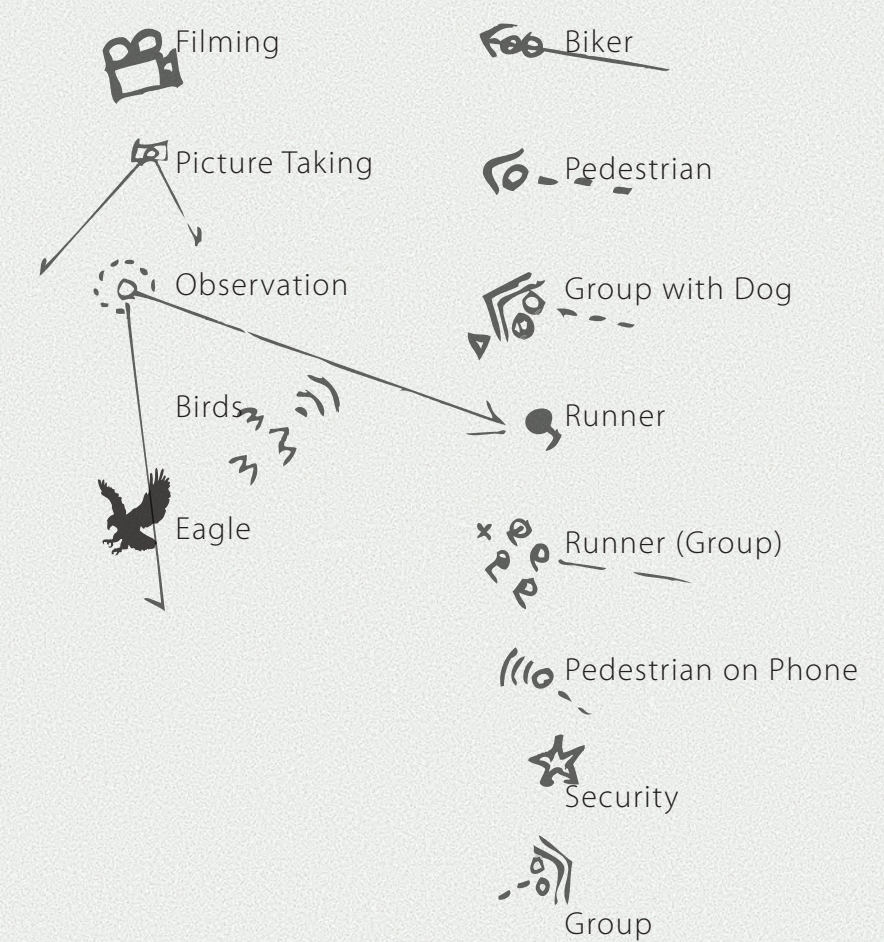 Filming
Picture Taking
Observation
Birds
Eagle
Biker
Pedestrian
Group with Dog
Runner
Runner (Group)
Pedestrian on Phone
Security
Group